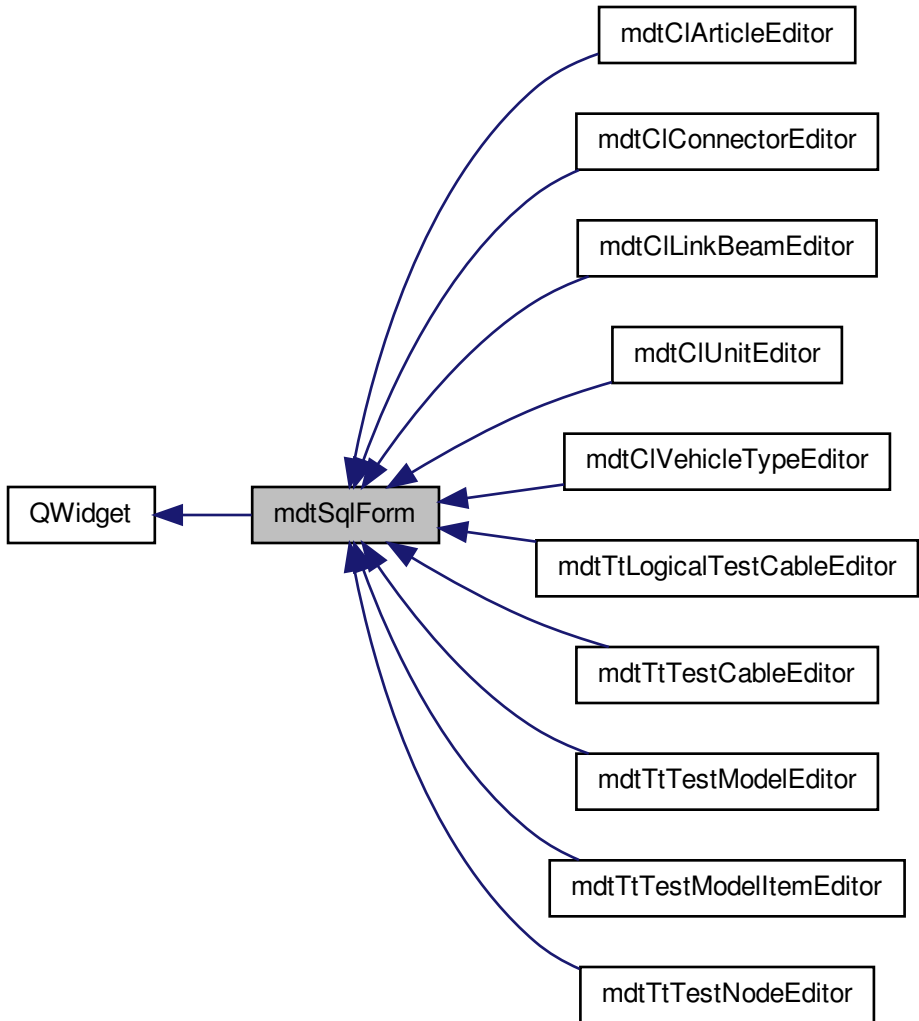 mdtClArticleEditor
mdtClConnectorEditor
mdtClLinkBeamEditor
mdtClUnitEditor
mdtClVehicleTypeEditor
QWidget
mdtSqlForm
mdtTtLogicalTestCableEditor
mdtTtTestCableEditor
mdtTtTestModelEditor
mdtTtTestModelItemEditor
mdtTtTestNodeEditor